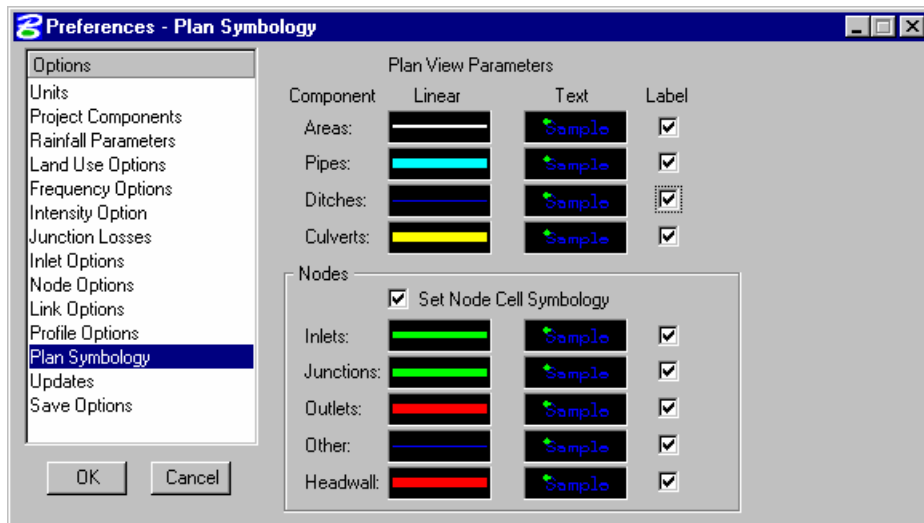 Preferences - Plan Symbology
Options
Units
Project Components
Rainfall Parameters
Land Use Options
Frequency Options
Intensity Option
Junction Losses
Inlet Options
Node Options
Link Options
Profile Options
Plan Symbology
Updates
Save Options
OK Cancel
Plan View Parameters
Component Linear Text Label
Areas: Sample
Pipes: Sample
Ditches: Sample
Culverts: Sample
Nodes
Set Node Cell Symbology
Inlets: Sample
Junctions: Sample
Outlets: Sample
Other: Sample
Headwall: Sample